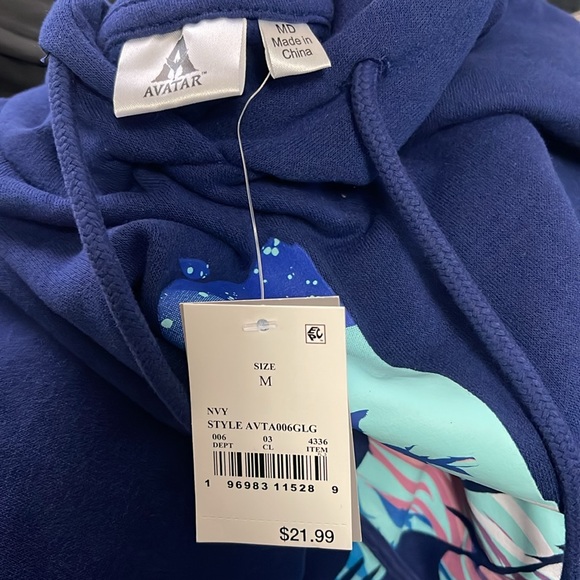 AVATAR™
MD
Made in
China
SIZE
M
NVY
STYLE AVTA006GLG
006 03 4336
DEPT CL ITEM
1 96983 11528 9
$21.99